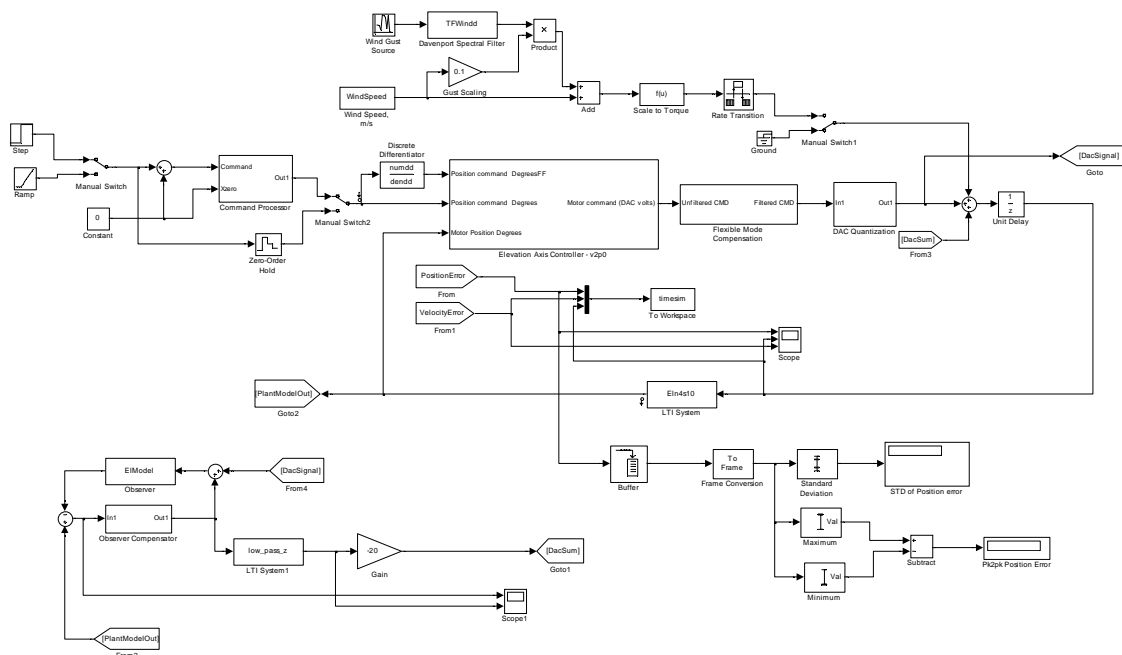 TFWindd
Wind Gust
Source
Davenport Spectral Filter
×
Product
0.1
Gust Scaling
WindSpeed
Wind Speed,
m/s
+
+
Add
f(u)
Scale to Torque
Rate Transition
Ground
Manual Switch1
Step
Ramp
Manual Switch
0
Constant
Command
Xzero
Out1
Command Processor
Zero-Order
Hold
Manual Switch2
Discrete
Differentiator
numdd
dendd
Position command DegreesFF
Position command Degrees
Motor Position Degrees
Motor command (DAC volts)
Elevation Axis Controller - v2p0
Unfiltered CMD
Filtered CMD
Flexible Mode
Compensation
In1
Out1
DAC Quantization
[DacSignal]
Goto
[DacSum]
From3
1
z
Unit Delay
PositionError
From
VelocityError
From1
timesim
To Workspace
Scope
[PlantModelOut]
Goto2
Eln4s10
LTI System
ElModel
Observer
[DacSignal]
From4
In1
Out1
Observer Compensator
low_pass_z
LTI System1
-20
Gain
[DacSum]
Goto1
Scope1
[PlantModelOut]
Buffer
To
Frame
Frame Conversion
Standard
Deviation
STD of Position error
Val
Maximum
Val
Minimum
+
−
Subtract
Pk2pk Position Error